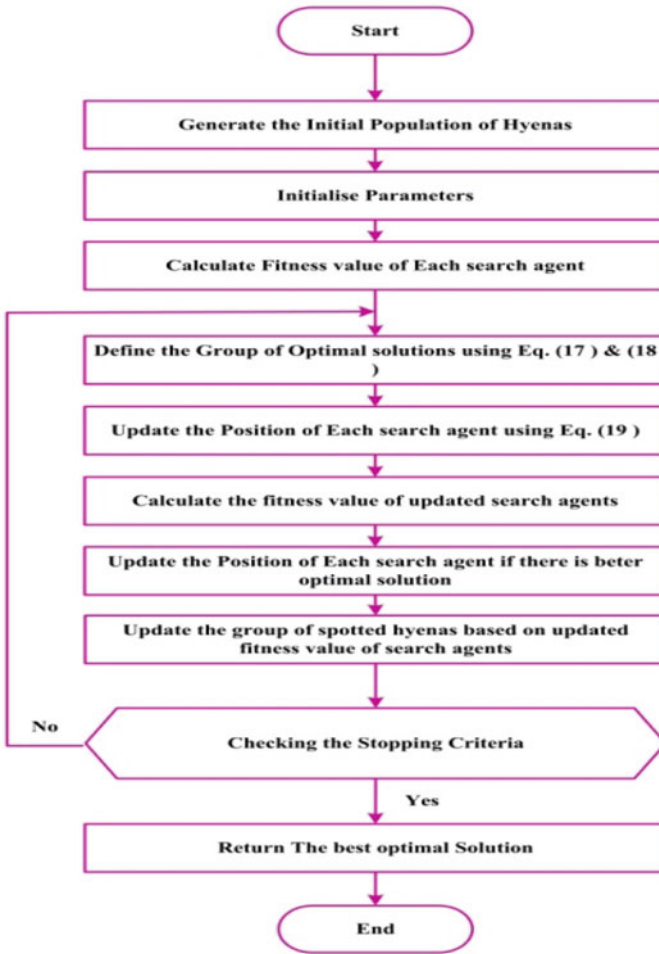 Start
Generate the Initial Population of Hyenas
Initialise Parameters
Calculate Fitness value of Each search agent
Define the Group of Optimal solutions using Eq. (17 ) & (18
)
Update the Position of Each search agent using Eq. (19 )
Calculate the fitness value of updated search agents
Update the Position of Each search agent if there is beter
optimal solution
Update the group of spotted hyenas based on updated
fitness value of search agents
No
Checking the Stopping Criteria
Yes
Return The best optimal Solution
End